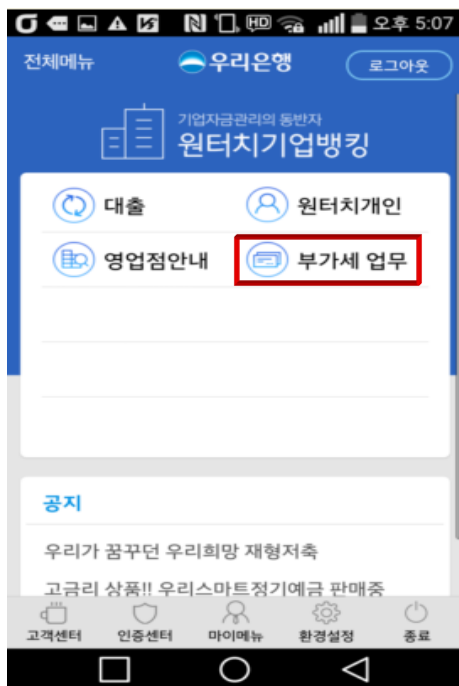 오후 5:07
전체메뉴
우리은행
로그아웃
기업자금관리의 동반자
원터치기업뱅킹
대출
원터치개인
영업점안내
부가세 업무
공지
우리가 꿈꾸던 우리희망 재형저축
고금리 상품!! 우리스마트정기예금 판매중
고객센터 인증센터 마이메뉴 환경설정 종료